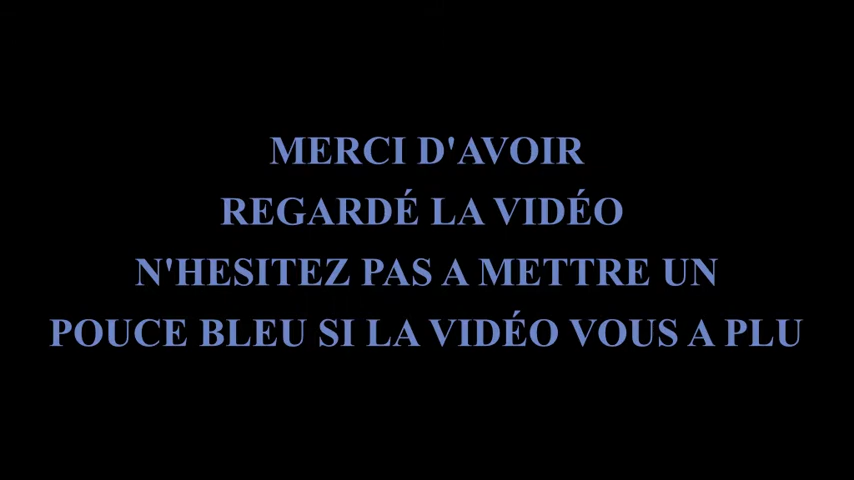 MERCI D'AVOIR
REGARDÉ LA VIDÉO
N'HESITEZ PAS A METTRE UN
POUCE BLEU SI LA VIDÉO VOUS A PLU